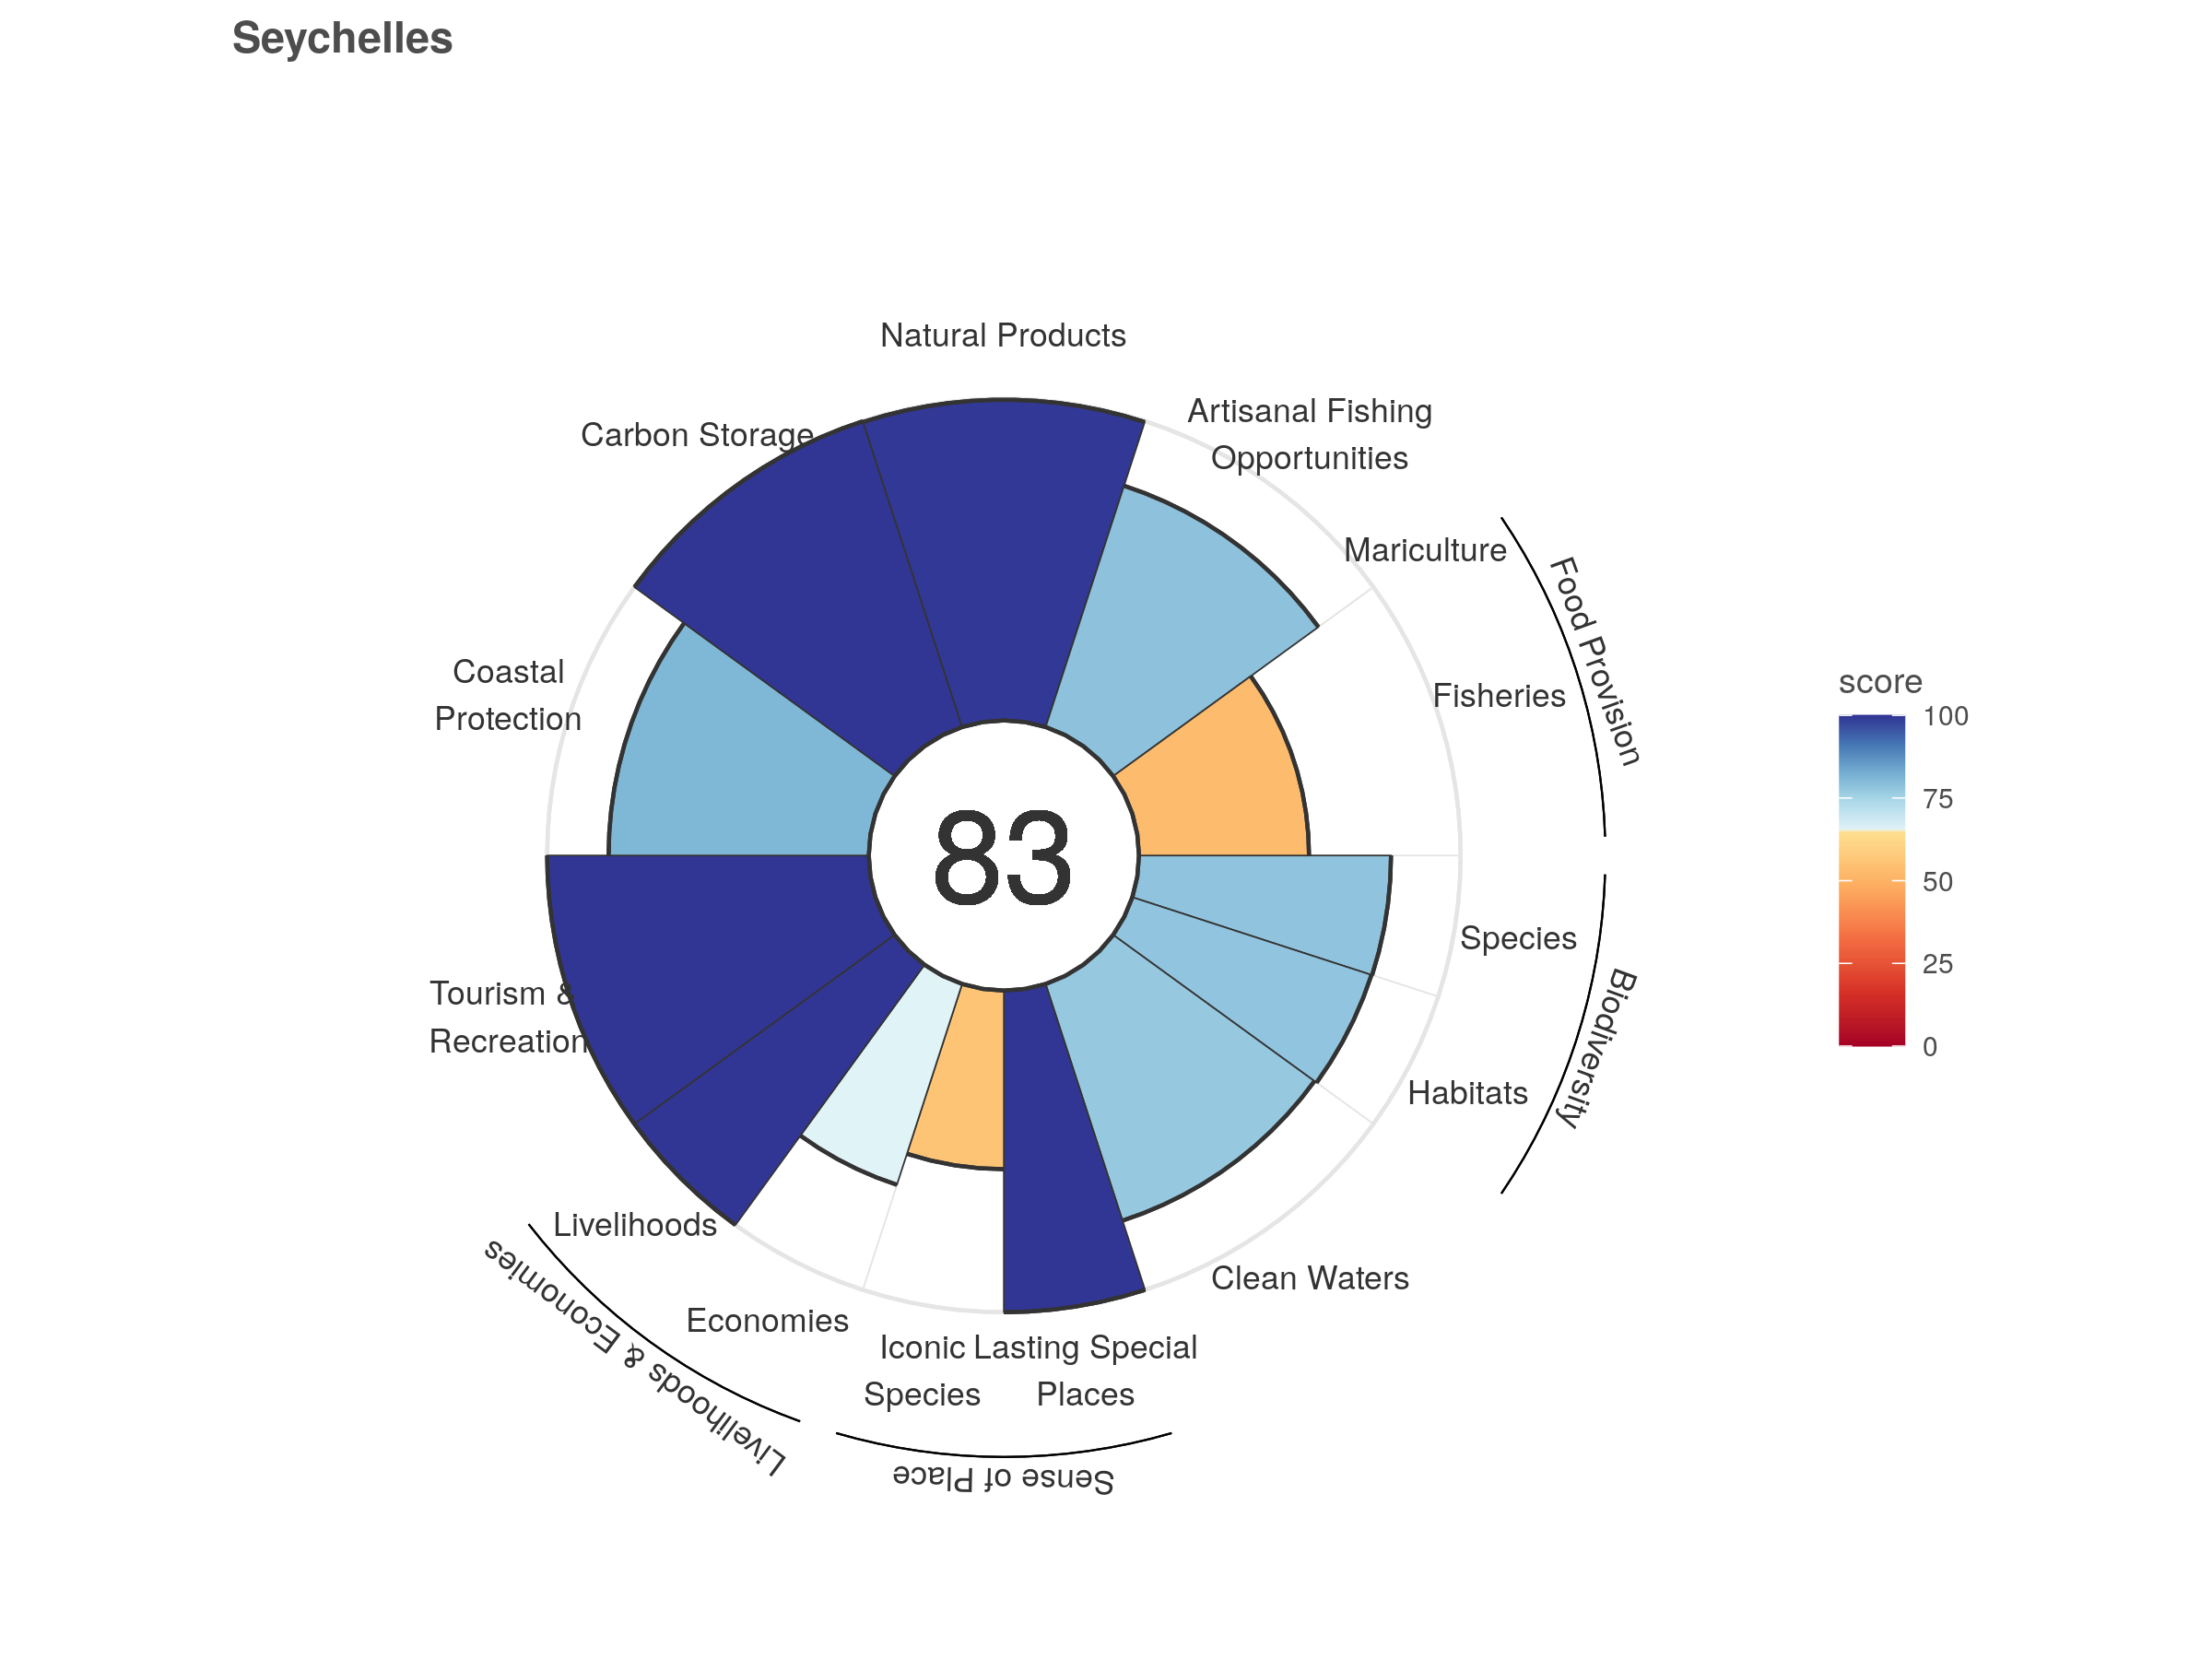 Seychelles
Natural Products
Artisanal Fishing
Opportunities
Carbon Storage
Mariculture
Food Provision
Coastal
Protection
Fisheries
score
100
75
50
25
0
83
Species
Biodiversity
Tourism &
Recreation
Habitats
Livelihoods
Clean Waters
Livelihoods & Economies
Economies
Iconic
Species
Lasting Special
Places
Sense of Place